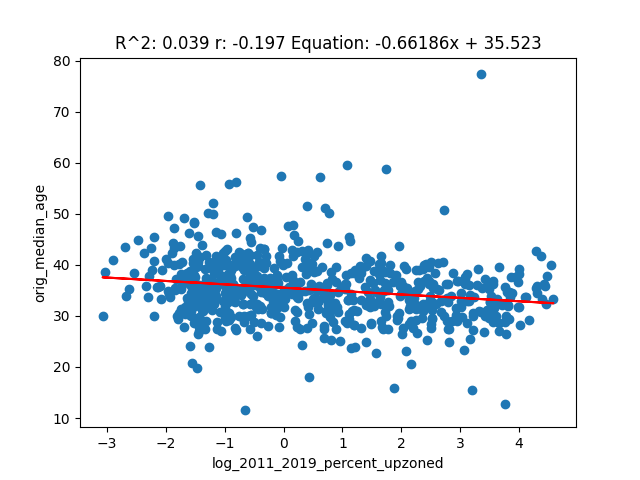 R^2: 0.039 r: -0.197 Equation: -0.66186x + 35.523
80
70
60
50
40
30
20
10
orig_median_age
−3 −2 −1 0 1 2 3 4
log_2011_2019_percent_upzoned